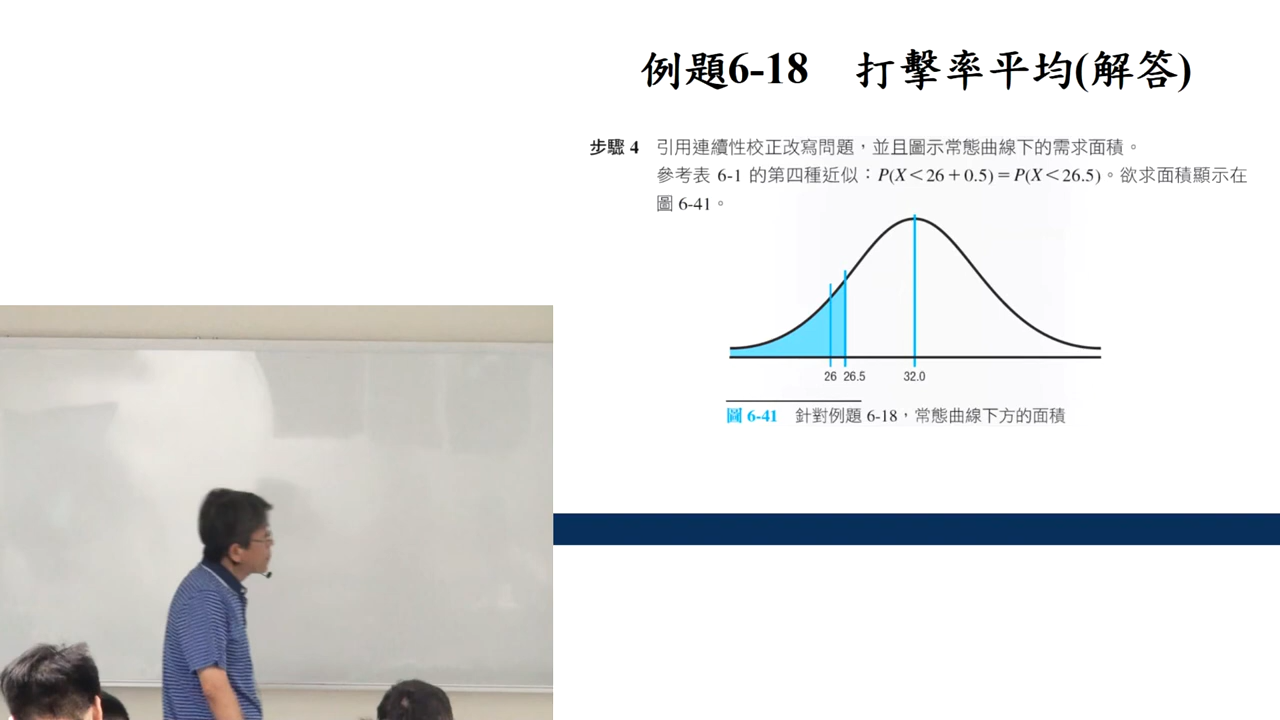 例題6-18 打擊率平均(解答)
步驟 4 引用連續性校正改寫問題，並且圖示常態曲線下的需求面積。
參考表 6-1 的第四種近似：P(X＜26＋0.5)＝P(X＜26.5)。欲求面積顯示在
圖 6-41。
26 26.5 32.0
圖 6-41 針對例題 6-18，常態曲線下方的面積